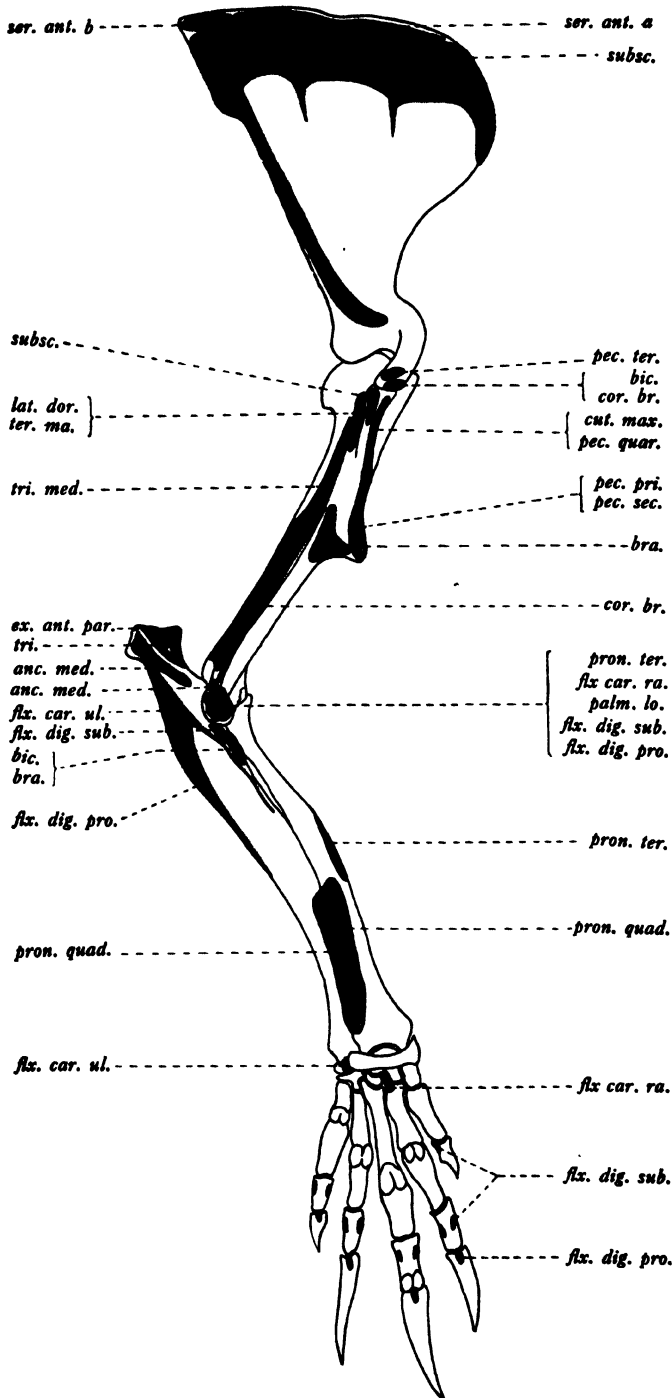 ser. ant. b
ser. ant. a
subsc.
subsc.
pec. ter.
bic.
cor. br.
lat. dor.
ter. ma.
cut. max.
pec. quar.
tri. med.
pec. pri.
pec. sec.
bra.
cor. br.
ex. ant. par.
tri.
anc. med.
anc. med.
flx. car. ul.
flx. dig. sub.
bic.
bra.
flx. dig. pro.
pron. ter.
flx car. ra.
palm. lo.
flx. dig. sub.
flx. dig. pro.
pron. ter.
pron. quad.
pron. quad.
flx. car. ul.
flx car. ra.
flx. dig. sub.
flx. dig. pro.